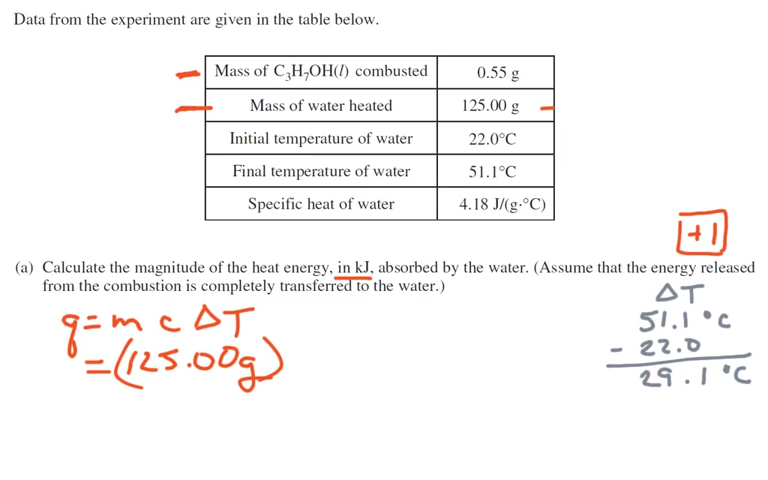 Data from the experiment are given in the table below.
Mass of C₃H₇OH(l) combusted 0.55 g
Mass of water heated 125.00 g
Initial temperature of water 22.0°C
Final temperature of water 51.1°C
Specific heat of water 4.18 J/(g·°C)
+1
(a) Calculate the magnitude of the heat energy, in kJ, absorbed by the water. (Assume that the energy released
from the combustion is completely transferred to the water.)
q = m c ΔT
= (125.00g)
ΔT
51.1 °C
- 22.0
29.1 °C